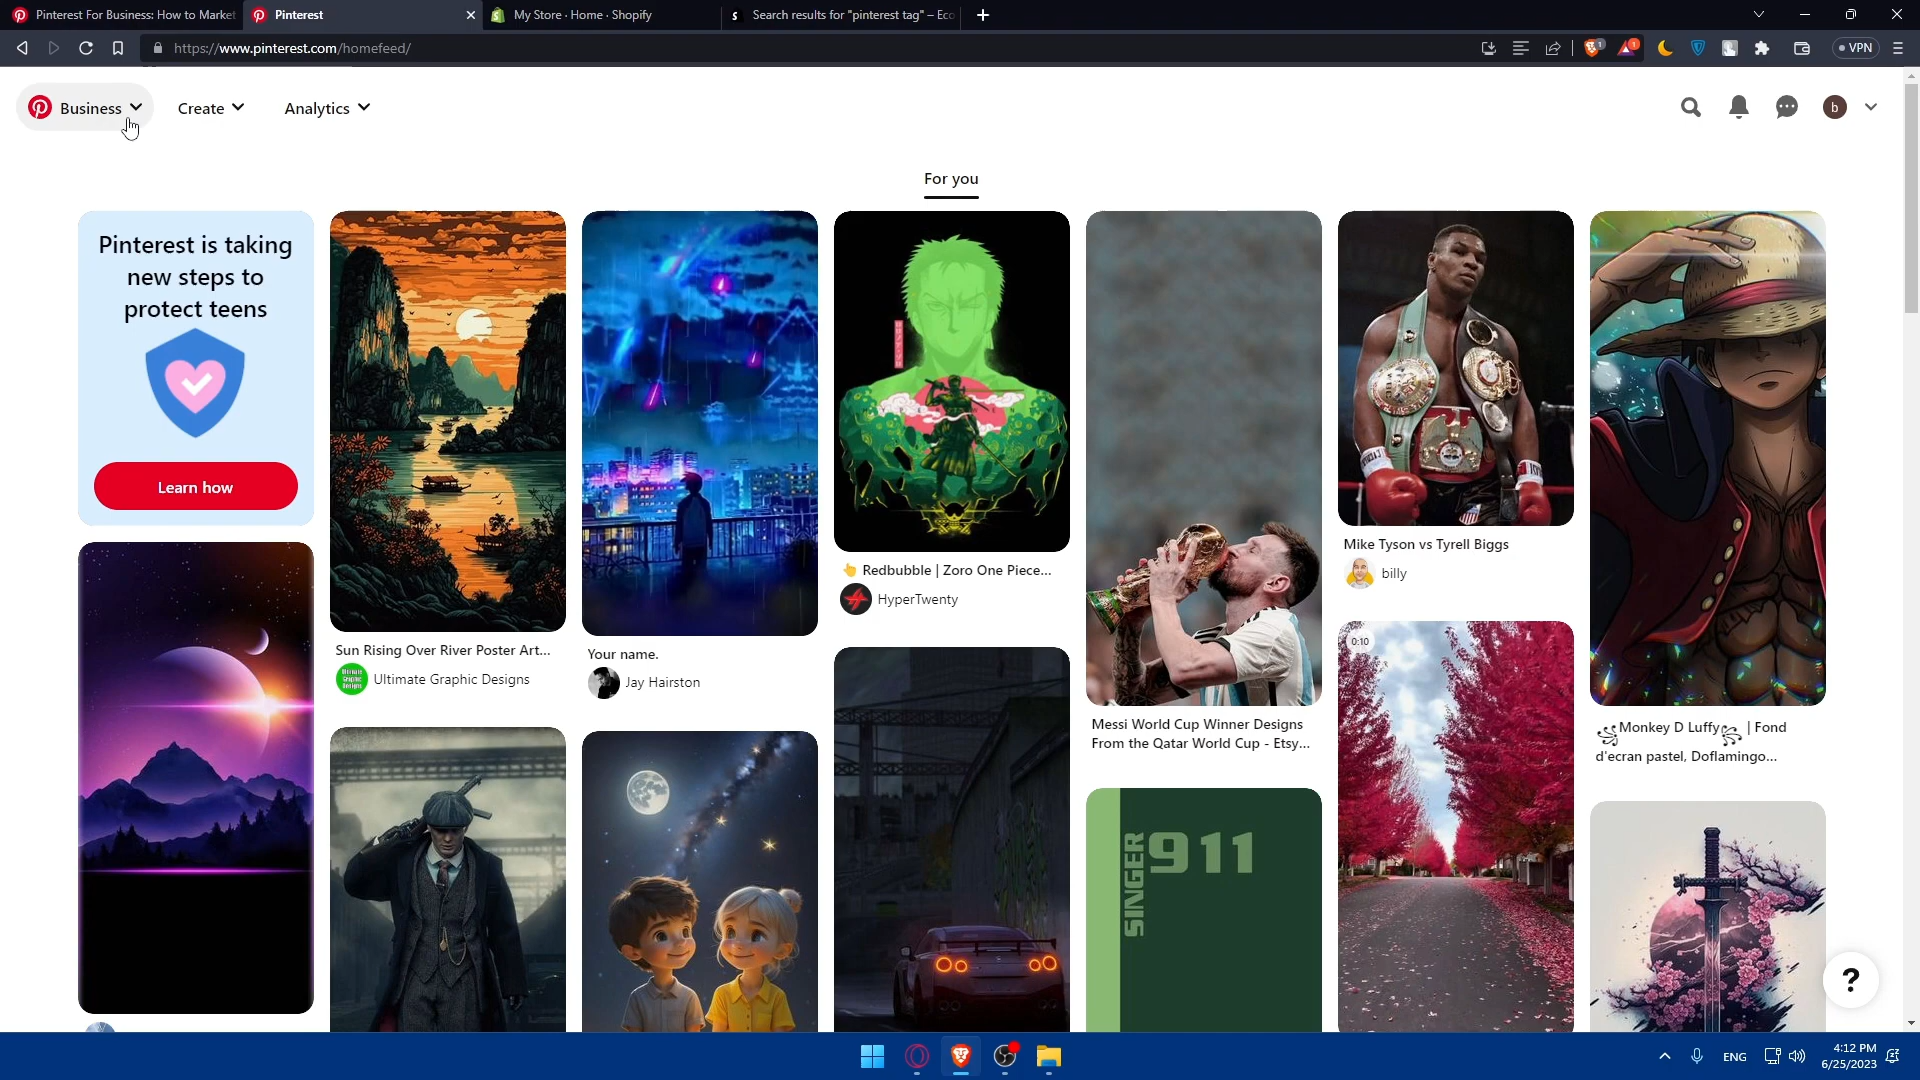 Pinterest For Business: How to Market
Pinterest
My Store · Home · Shopify
Search results for "pinterest tag" – Eco
https://www.pinterest.com/homefeed/
1
1
VPN
Business
Create
Analytics
b
For you
Pinterest is taking
new steps to
protect teens
Learn how
Sun Rising Over River Poster Art...
Ultimate Graphic Designs
Your name.
Jay Hairston
👆 Redbubble | Zoro One Piece...
HyperTwenty
Messi World Cup Winner Designs
From the Qatar World Cup - Etsy...
Mike Tyson vs Tyrell Biggs
billy
0:10
꧁Monkey D Luffy꧂ | Fond
d'ecran pastel, Doflamingo...
SINGER
911
?
ENG
4:12 PM
6/25/2023